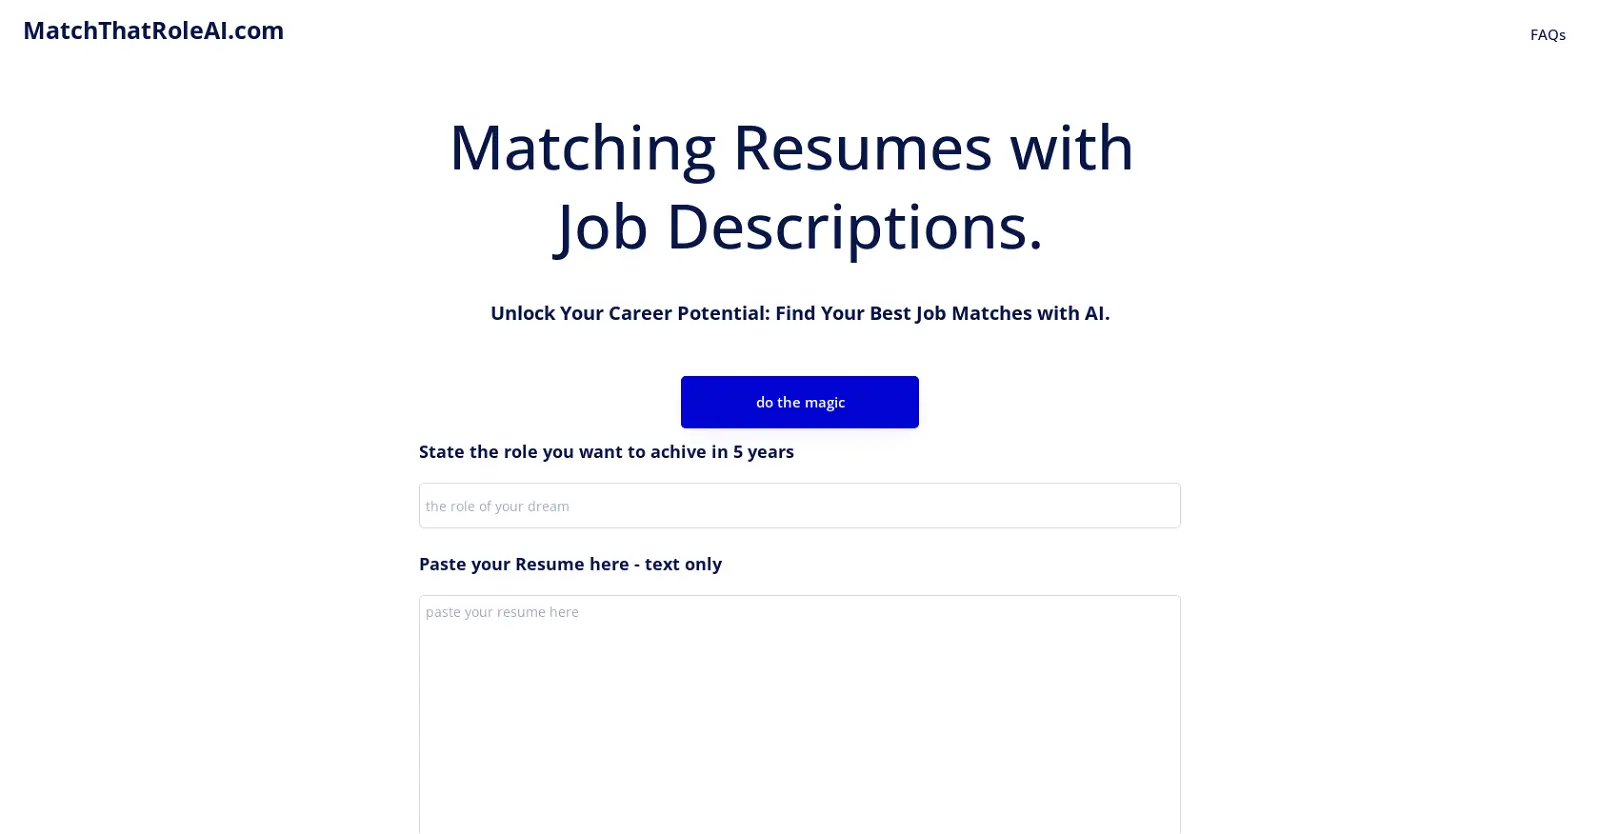 MatchThatRoleAI.com
FAQs
Matching Resumes with
Job Descriptions.
Unlock Your Career Potential: Find Your Best Job Matches with AI.
do the magic
State the role you want to achive in 5 years
the role of your dream
Paste your Resume here - text only
paste your resume here